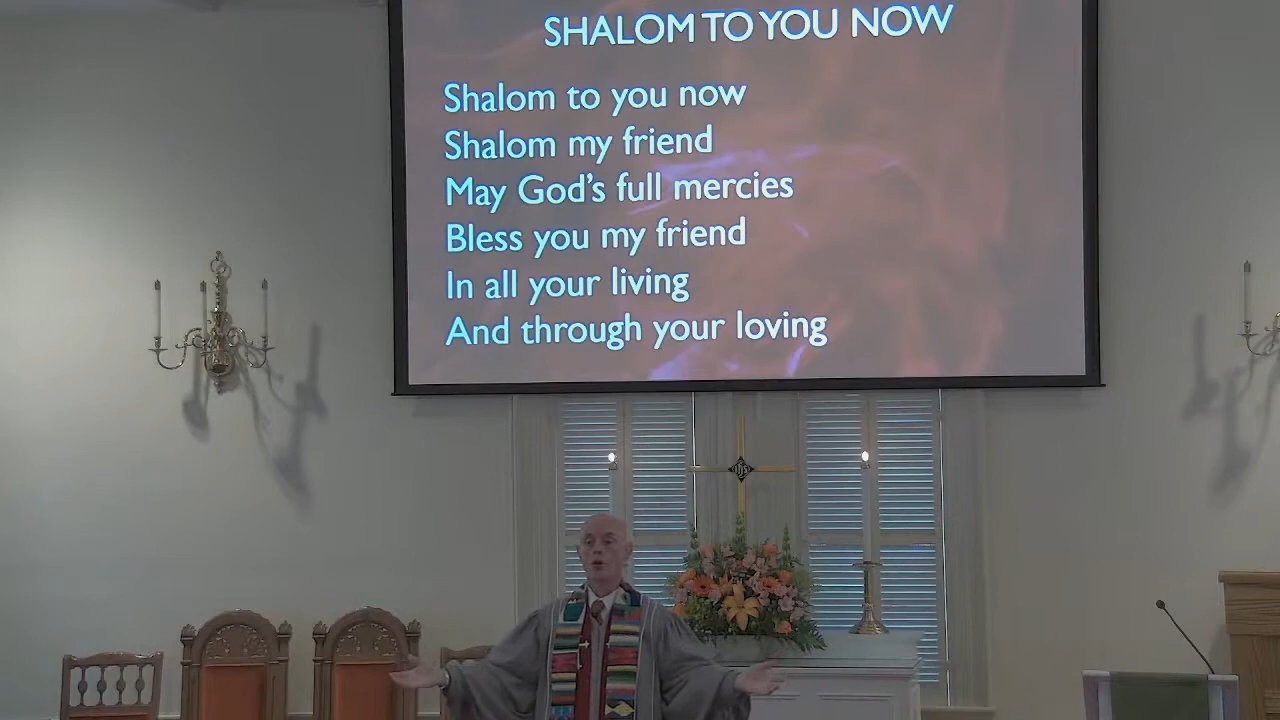 SHALOM TO YOU NOW
Shalom to you now
Shalom my friend
May God's full mercies
Bless you my friend
In all your living
And through your loving
IHS